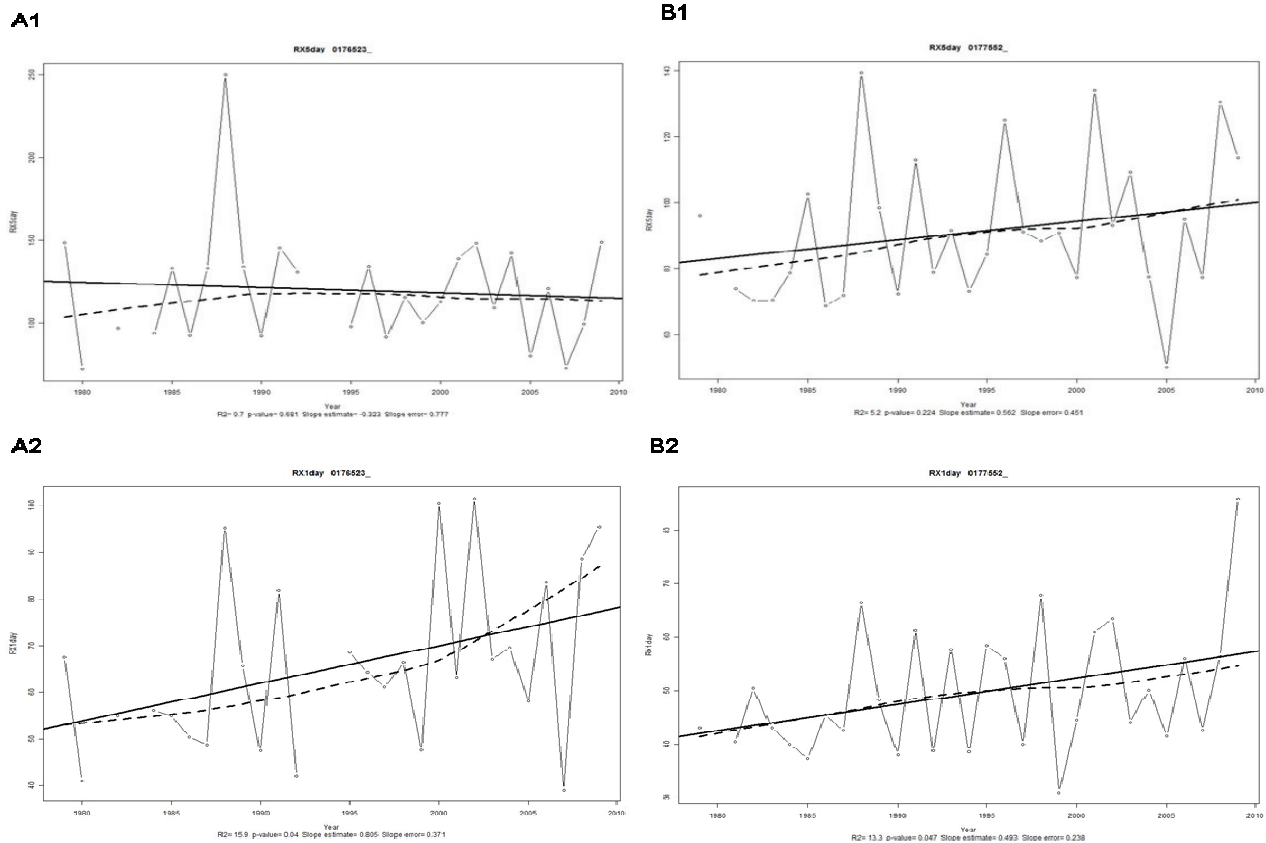 A1
RX5day 0176523_
RX5day
250
200
150
100
1980 1985 1990 1995 2000 2005 2010
Year
R2= 0.7 p-value= 0.681 Slope estimate= -0.323 Slope error= 0.777
B1
RX5day 0177552_
RX5day
140
120
100
80
60
1980 1985 1990 1995 2000 2005 2010
Year
R2= 5.2 p-value= 0.224 Slope estimate= 0.562 Slope error= 0.451
A2
RX1day 0176523_
RX1day
100
90
80
70
60
50
40
1980 1985 1990 1995 2000 2005 2010
Year
R2= 15.9 p-value= 0.04 Slope estimate= 0.805 Slope error= 0.371
B2
RX1day 0177552_
Rx1day
70
60
50
40
1980 1985 1990 1995 2000 2005 2010
Year
R2= 13.3 p-value= 0.047 Slope estimate= 0.493 Slope error= 0.238